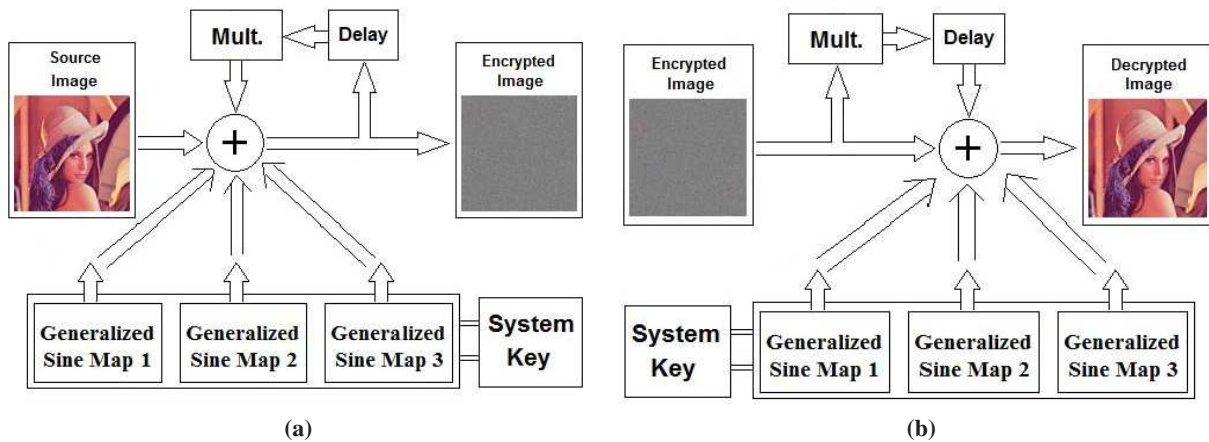 Mult.
Delay
Source
Image
Encrypted
Image
+
Generalized
Sine Map 1
Generalized
Sine Map 2
Generalized
Sine Map 3
System
Key
(a)
Mult.
Delay
Encrypted
Image
Decrypted
Image
+
System
Key
Generalized
Sine Map 1
Generalized
Sine Map 2
Generalized
Sine Map 3
(b)